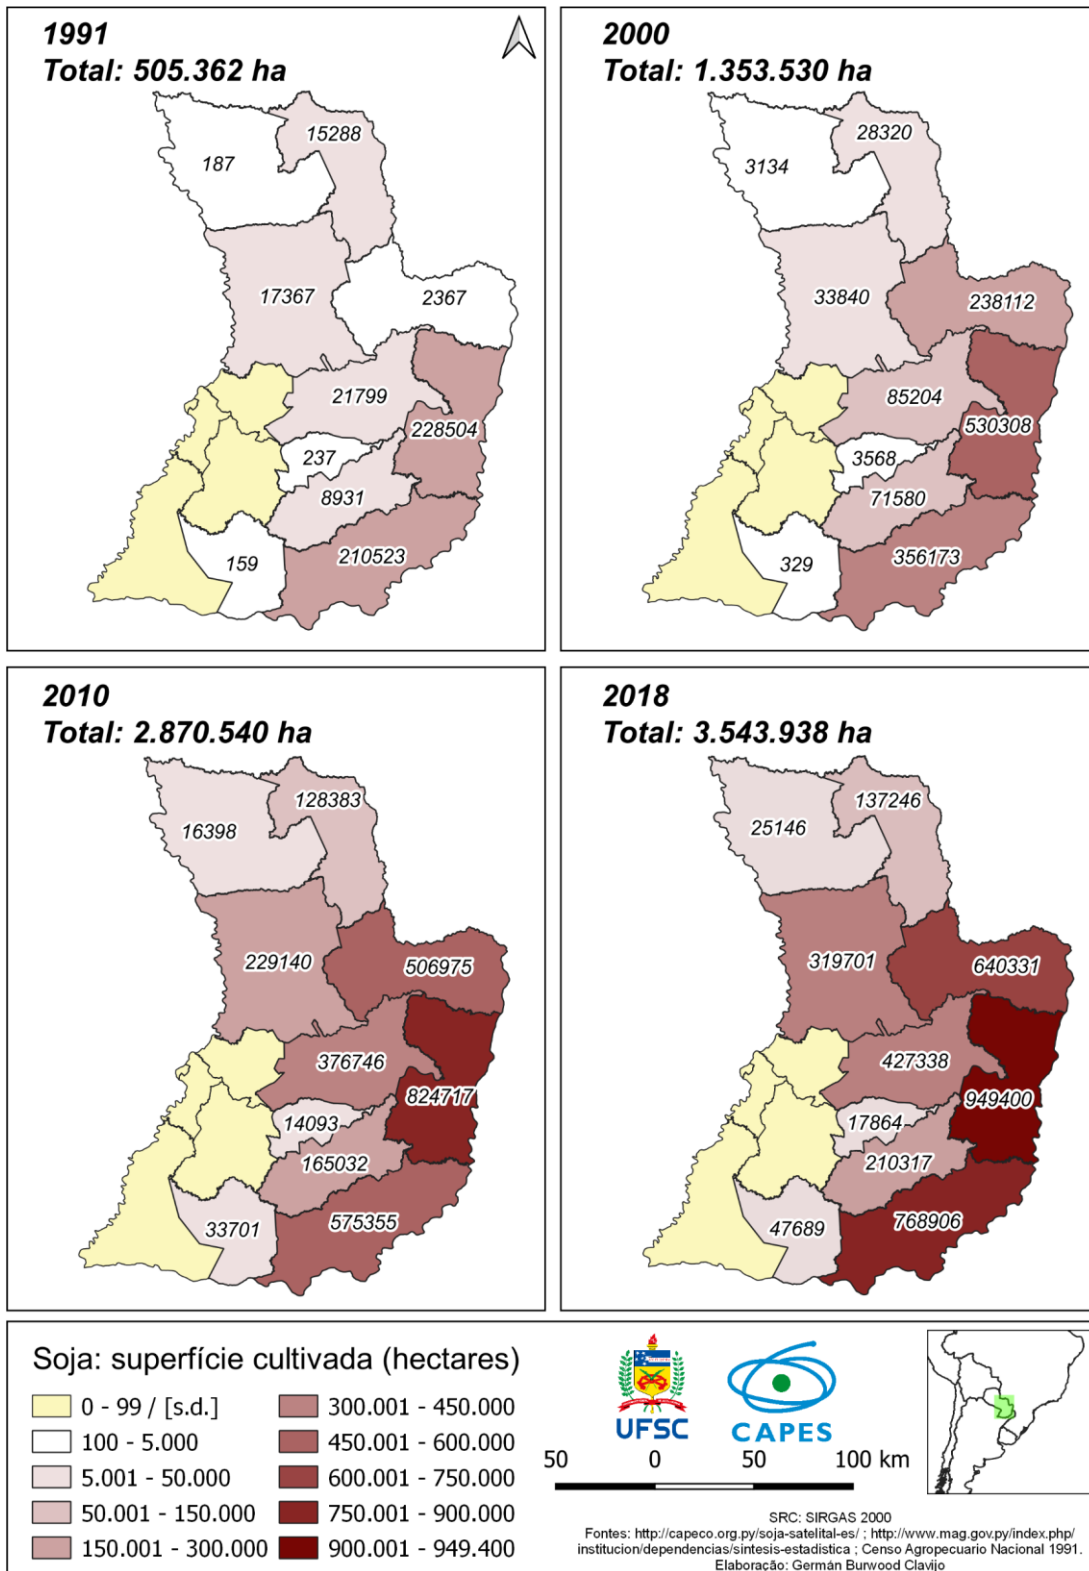 1991
Total: 505.362 ha
15288
187
17367
2367
21799
228504
237
8931
159
210523
2000
Total: 1.353.530 ha
28320
3134
33840
238112
85204
530308
3568
71580
329
356173
2010
Total: 2.870.540 ha
128383
16398
229140
506975
376746
824717
14093
165032
33701
575355
2018
Total: 3.543.938 ha
137246
25146
319701
640331
427338
949400
17864
210317
47689
768906
Soja: superfície cultivada (hectares)
0 - 99 / [s.d.]
100 - 5.000
5.001 - 50.000
50.001 - 150.000
150.001 - 300.000
300.001 - 450.000
450.001 - 600.000
600.001 - 750.000
750.001 - 900.000
900.001 - 949.400
UFSC
CAPES
50 0 50 100 km
SRC: SIRGAS 2000
Fontes: http://capeco.org.py/soja-satelital-es/ ; http://www.mag.gov.py/index.php/
institucion/dependencias/sintesis-estadistica ; Censo Agropecuario Nacional 1991.
Elaboração: Germán Burwood Clavijo